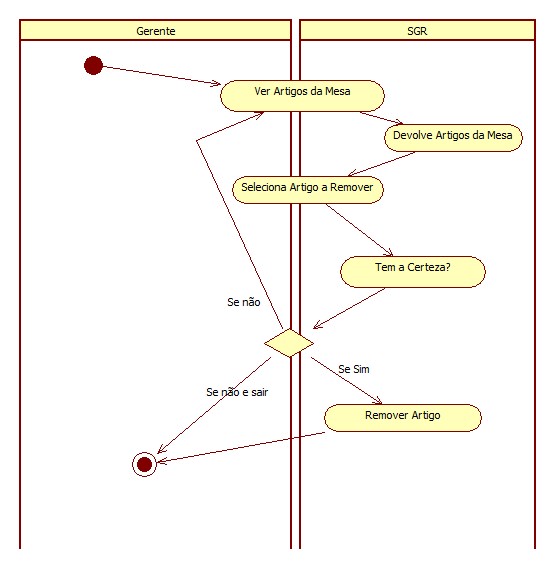 Gerente
SGR
Ver Artigos da Mesa
Devolve Artigos da Mesa
Seleciona Artigo a Remover
Tem a Certeza?
Se não
Se Sim
Se não e sair
Remover Artigo